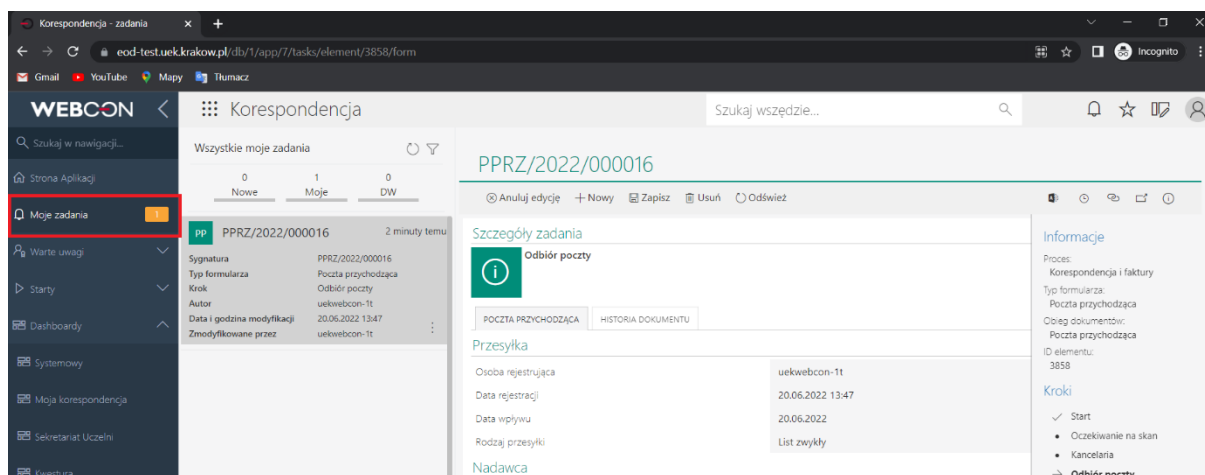 Korespondencja - zadania
eod-test.uek.krakow.pl/db/1/app/7/tasks/element/3858/form
Incognito
Gmail YouTube Mapy Tłumacz
WEBCON
Korespondencja
Szukaj wszędzie...
Szukaj w nawigacji...
Strona Aplikacji
Moje zadania 1
Warte uwagi
Starty
Dashboardy
Systemowy
Moja korespondencja
Sekretariat Uczelni
Kwestura
Wszystkie moje zadania
0 1 0
Nowe Moje DW
PP PPRZ/2022/000016 2 minuty temu
Sygnatura PPRZ/2022/000016
Typ formularza Poczta przychodząca
Krok Odbiór poczty
Autor uekwebcon-1t
Data i godzina modyfikacji 20.06.2022 13:47
Zmodyfikowane przez uekwebcon-1t
PPRZ/2022/000016
Anuluj edycję Nowy Zapisz Usuń Odśwież
Szczegóły zadania
Odbiór poczty
POCZTA PRZYCHODZĄCA HISTORIA DOKUMENTU
Przesyłka
Osoba rejestrująca uekwebcon-1t
Data rejestracji 20.06.2022 13:47
Data wpływu 20.06.2022
Rodzaj przesyłki List zwykły
Nadawca
Informacje
Proces:
Korespondencja i faktury
Typ formularza:
Poczta przychodząca
Obieg dokumentów:
Poczta przychodząca
ID elementu:
3858
Kroki
Start
Oczekiwanie na skan
Kancelaria
Odbiór poczty